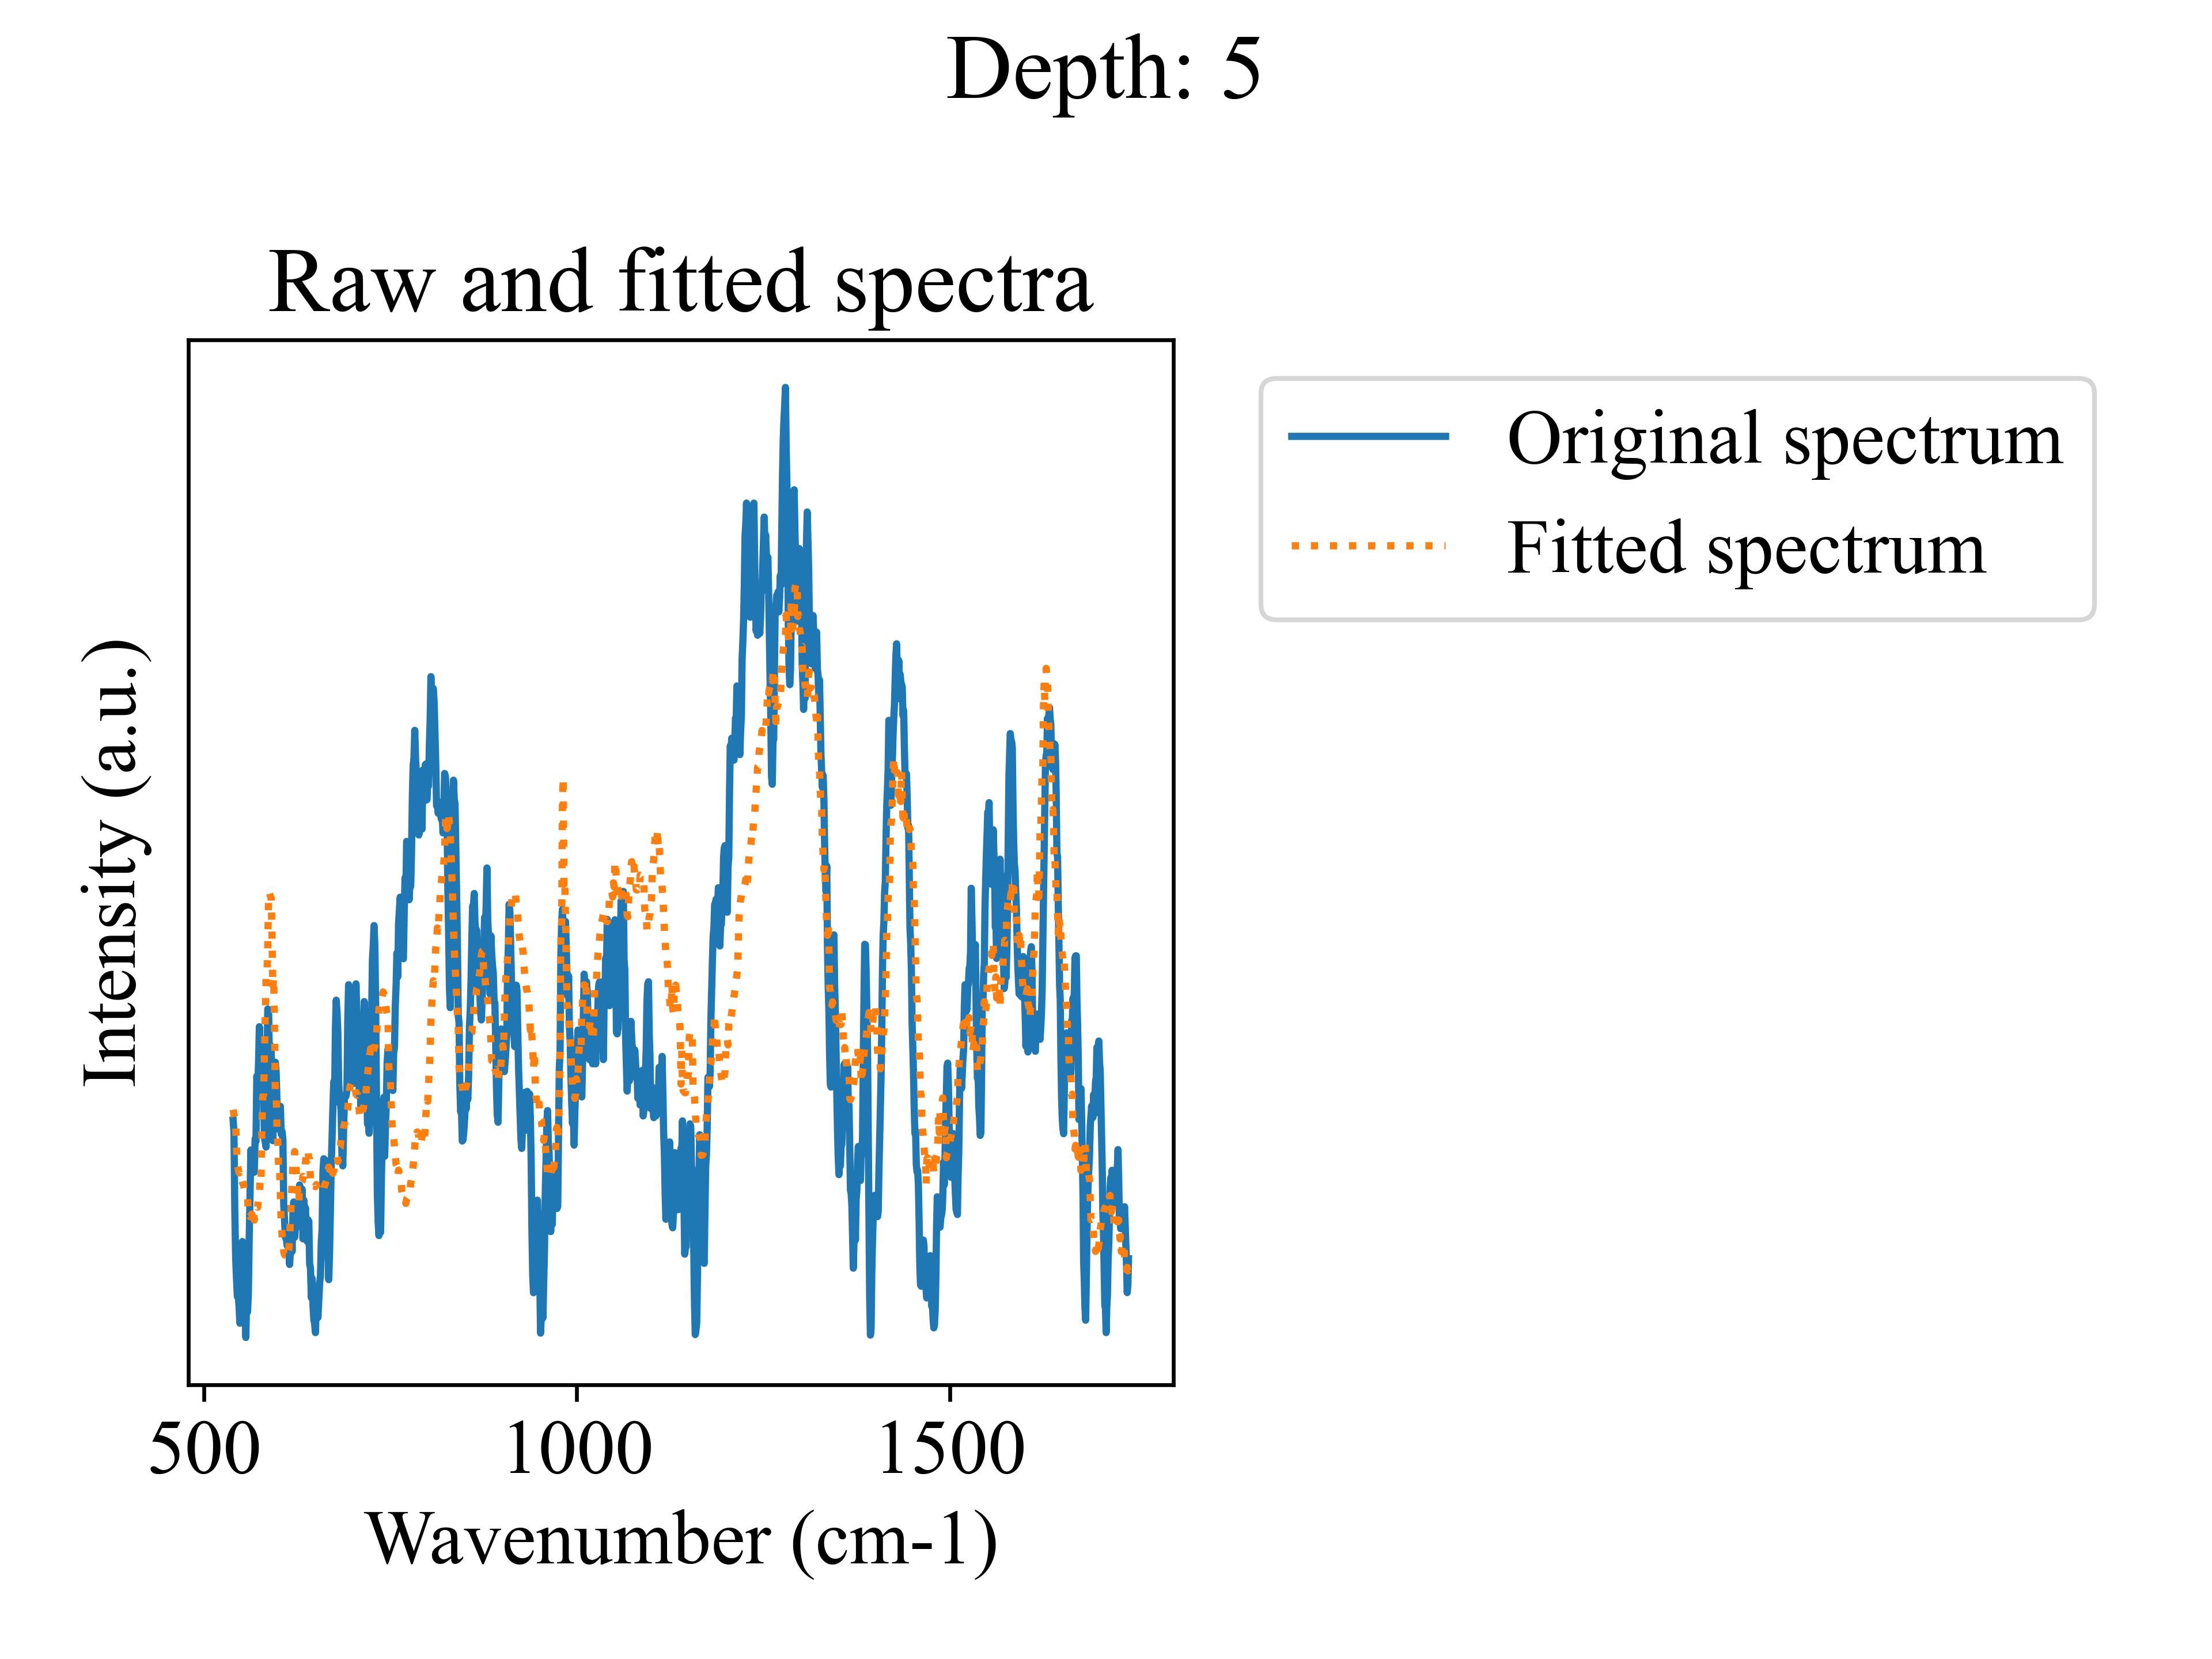 Depth: 5
Raw and fitted spectra
Original spectrum
Fitted spectrum
Intensity (a.u.)
500 1000 1500
Wavenumber (cm-1)